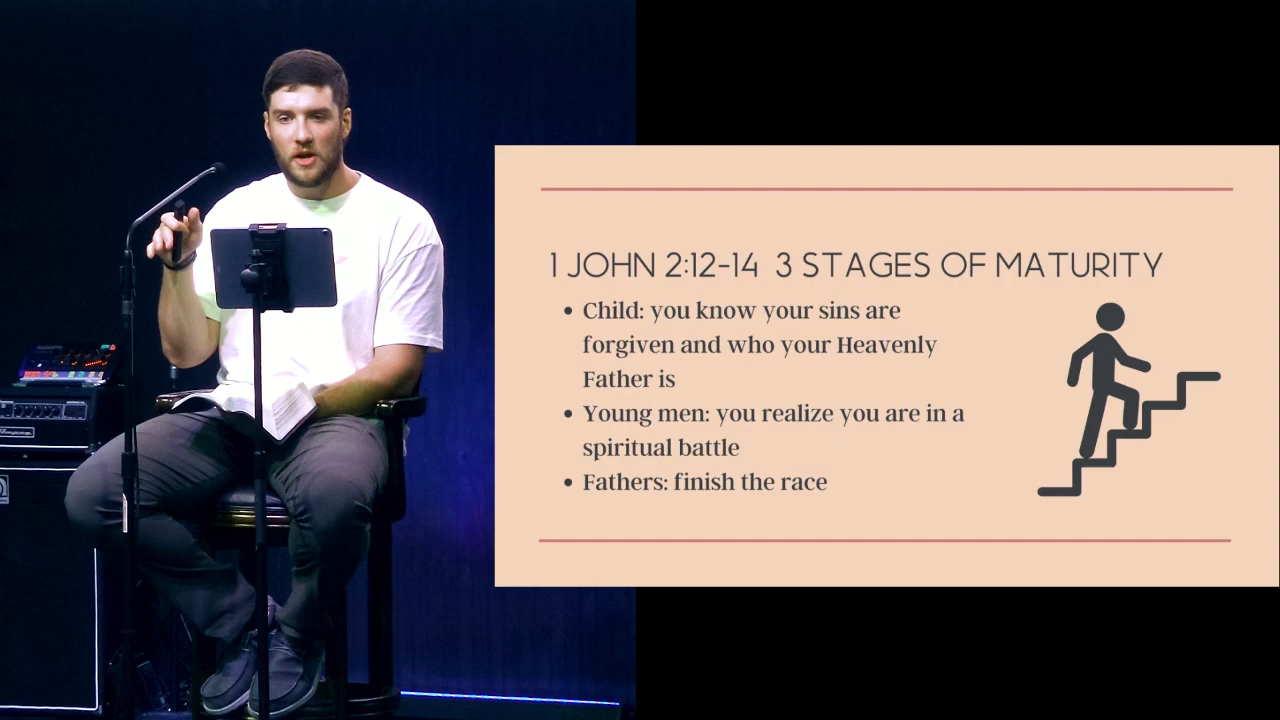 1 JOHN 2:12-14 3 STAGES OF MATURITY
• Child: you know your sins are
forgiven and who your Heavenly
Father is
• Young men: you realize you are in a
spiritual battle
• Fathers: finish the race